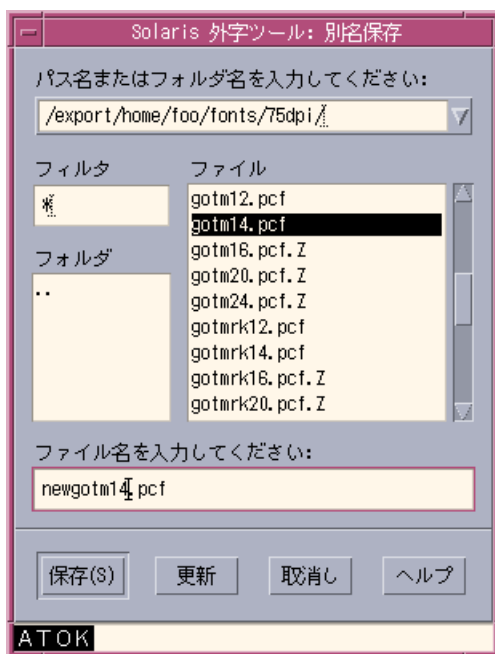 Solaris 外字ツール: 別名保存
パス名またはフォルダ名を入力してください:
/export/home/foo/fonts/75dpi/
フィルタ
*
フォルダ
..
ファイル
gotm12.pcf
gotm14.pcf
gotm16.pcf.Z
gotm20.pcf.Z
gotm24.pcf.Z
gotmrk12.pcf
gotmrk14.pcf
gotmrk16.pcf.Z
gotmrk20.pcf.Z
ファイル名を入力してください:
newgotm14.pcf
保存(S) 更新 取消し ヘルプ
ATOK